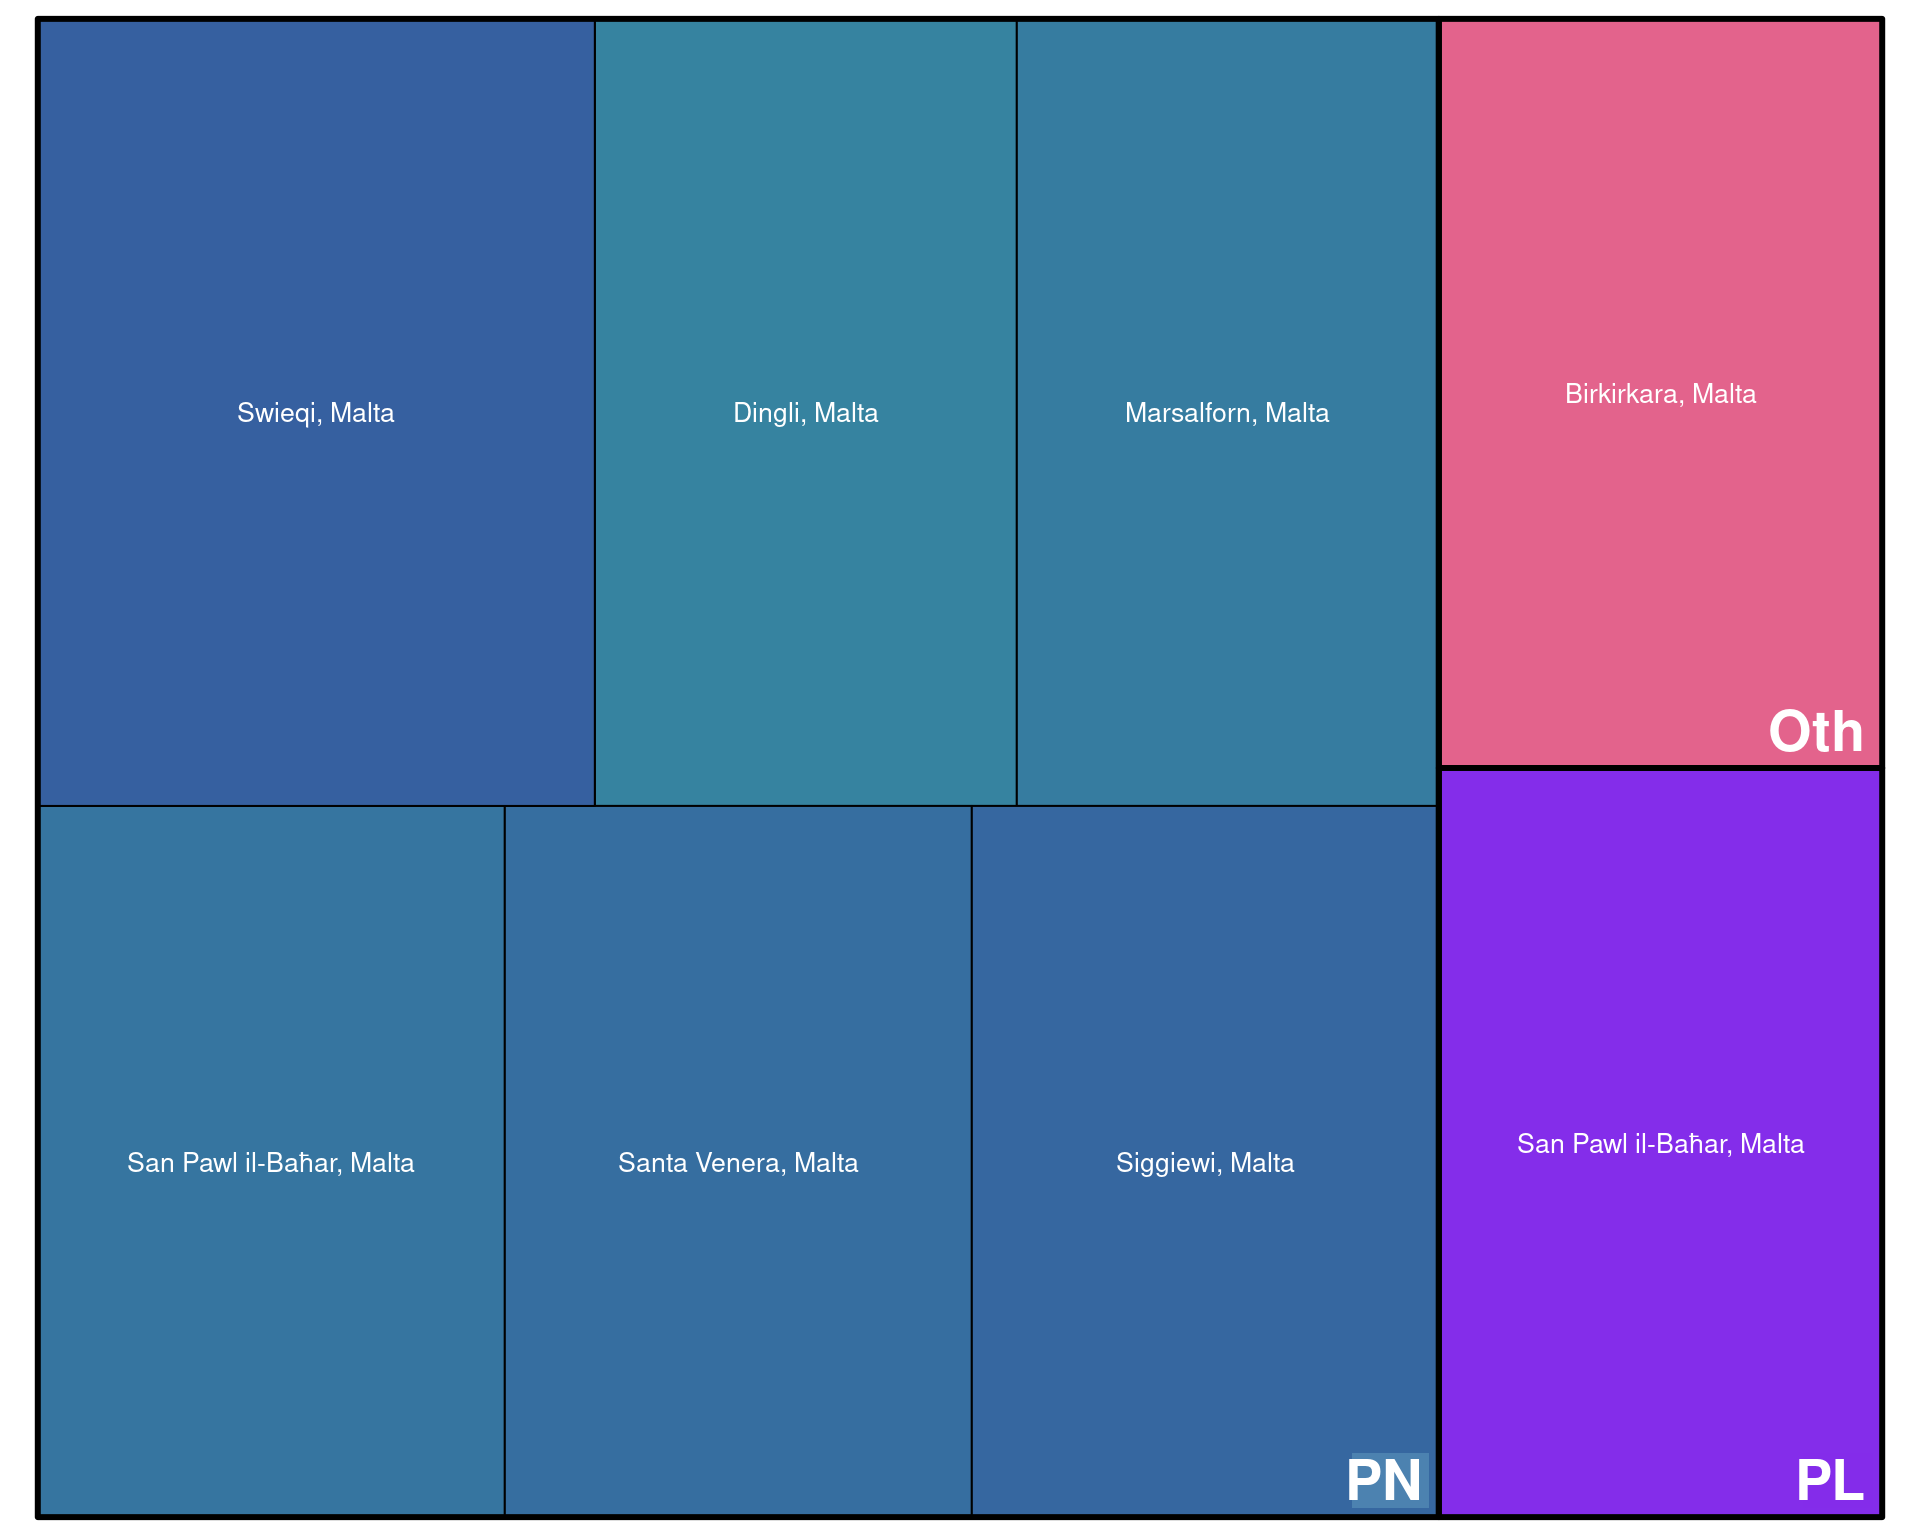 Swieqi, Malta
Dingli, Malta
Marsalforn, Malta
Birkirkara, Malta
Oth
San Pawl il-Baħar, Malta
Santa Venera, Malta
Siggiewi, Malta
San Pawl il-Baħar, Malta
PN
PL